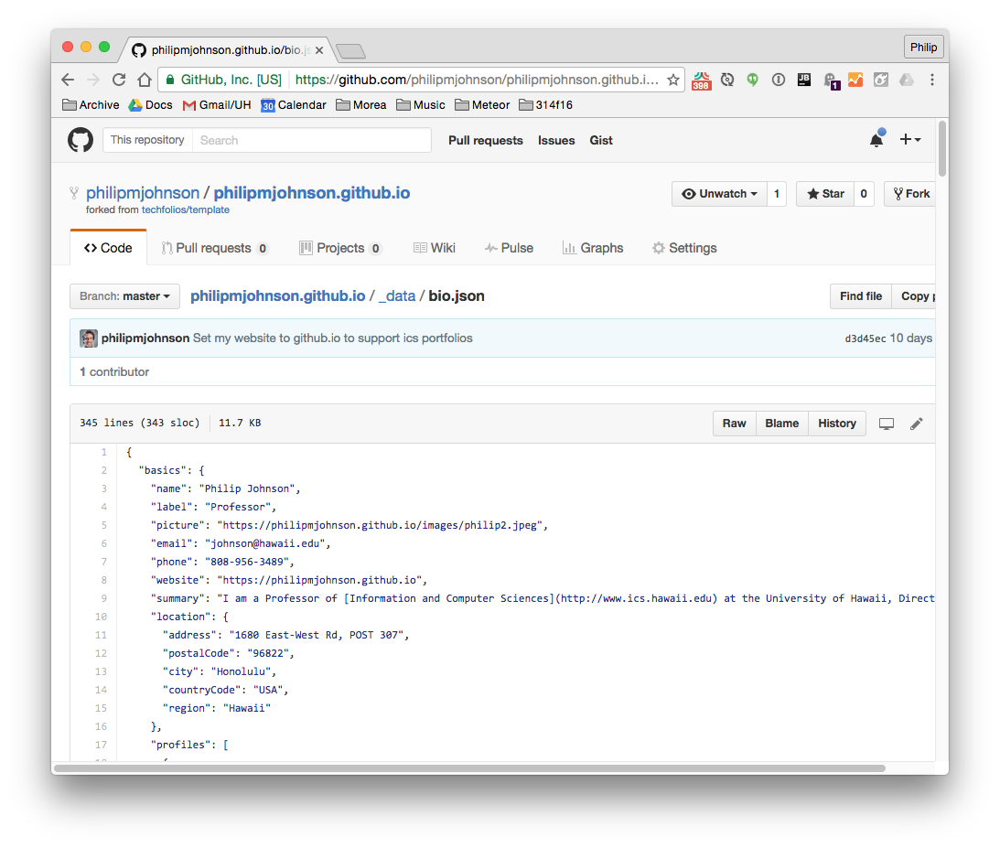 philipmjohnson.github.io/bio.js
Philip
GitHub, Inc. [US] https://github.com/philipmjohnson/philipmjohnson.github.i...
398
JB
1
Archive Docs Gmail/UH 30 Calendar Morea Music Meteor 314f16
This repository Search Pull requests Issues Gist
philipmjohnson / philipmjohnson.github.io
Unwatch 1 Star 0 Fork
forked from techfolios/template
Code Pull requests 0 Projects 0 Wiki Pulse Graphs Settings
Branch: master philipmjohnson.github.io / _data / bio.json Find file Copy
philipmjohnson Set my website to github.io to support ics portfolios d3d45ec 10 days
1 contributor
345 lines (343 sloc) 11.7 KB Raw Blame History
1 {
2 "basics": {
3 "name": "Philip Johnson",
4 "label": "Professor",
5 "picture": "https://philipmjohnson.github.io/images/philip2.jpeg",
6 "email": "johnson@hawaii.edu",
7 "phone": "808-956-3489",
8 "website": "https://philipmjohnson.github.io",
9 "summary": "I am a Professor of [Information and Computer Sciences](http://www.ics.hawaii.edu) at the University of Hawaii, Direct
10 "location": {
11 "address": "1680 East-West Rd, POST 307",
12 "postalCode": "96822",
13 "city": "Honolulu",
14 "countryCode": "USA",
15 "region": "Hawaii"
16 },
17 "profiles": [